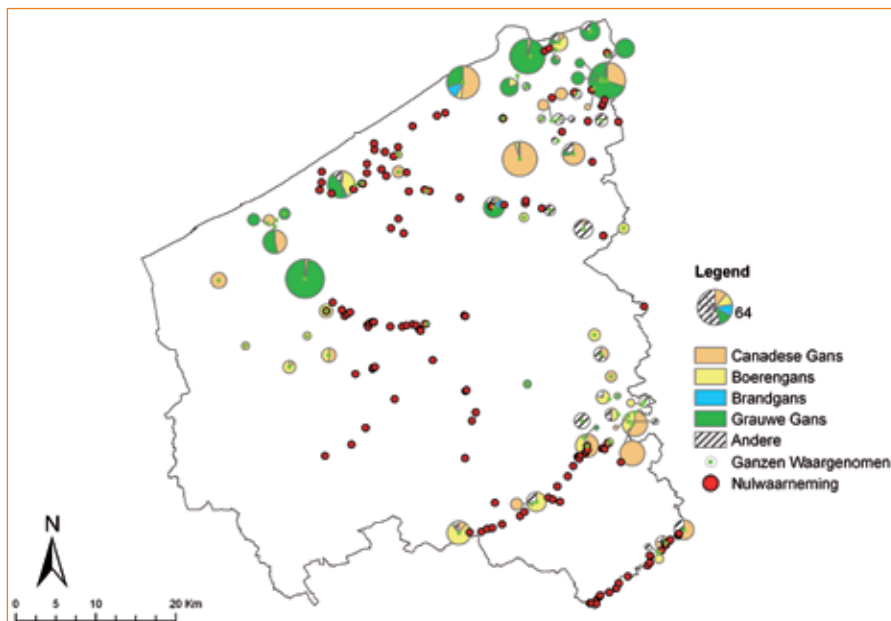 Legend
64
Canadese Gans
Boerengans
Brandgans
Grauwe Gans
Andere
Ganzen Waargenomen
Nulwaarneming
N
0 5 10 20 Km